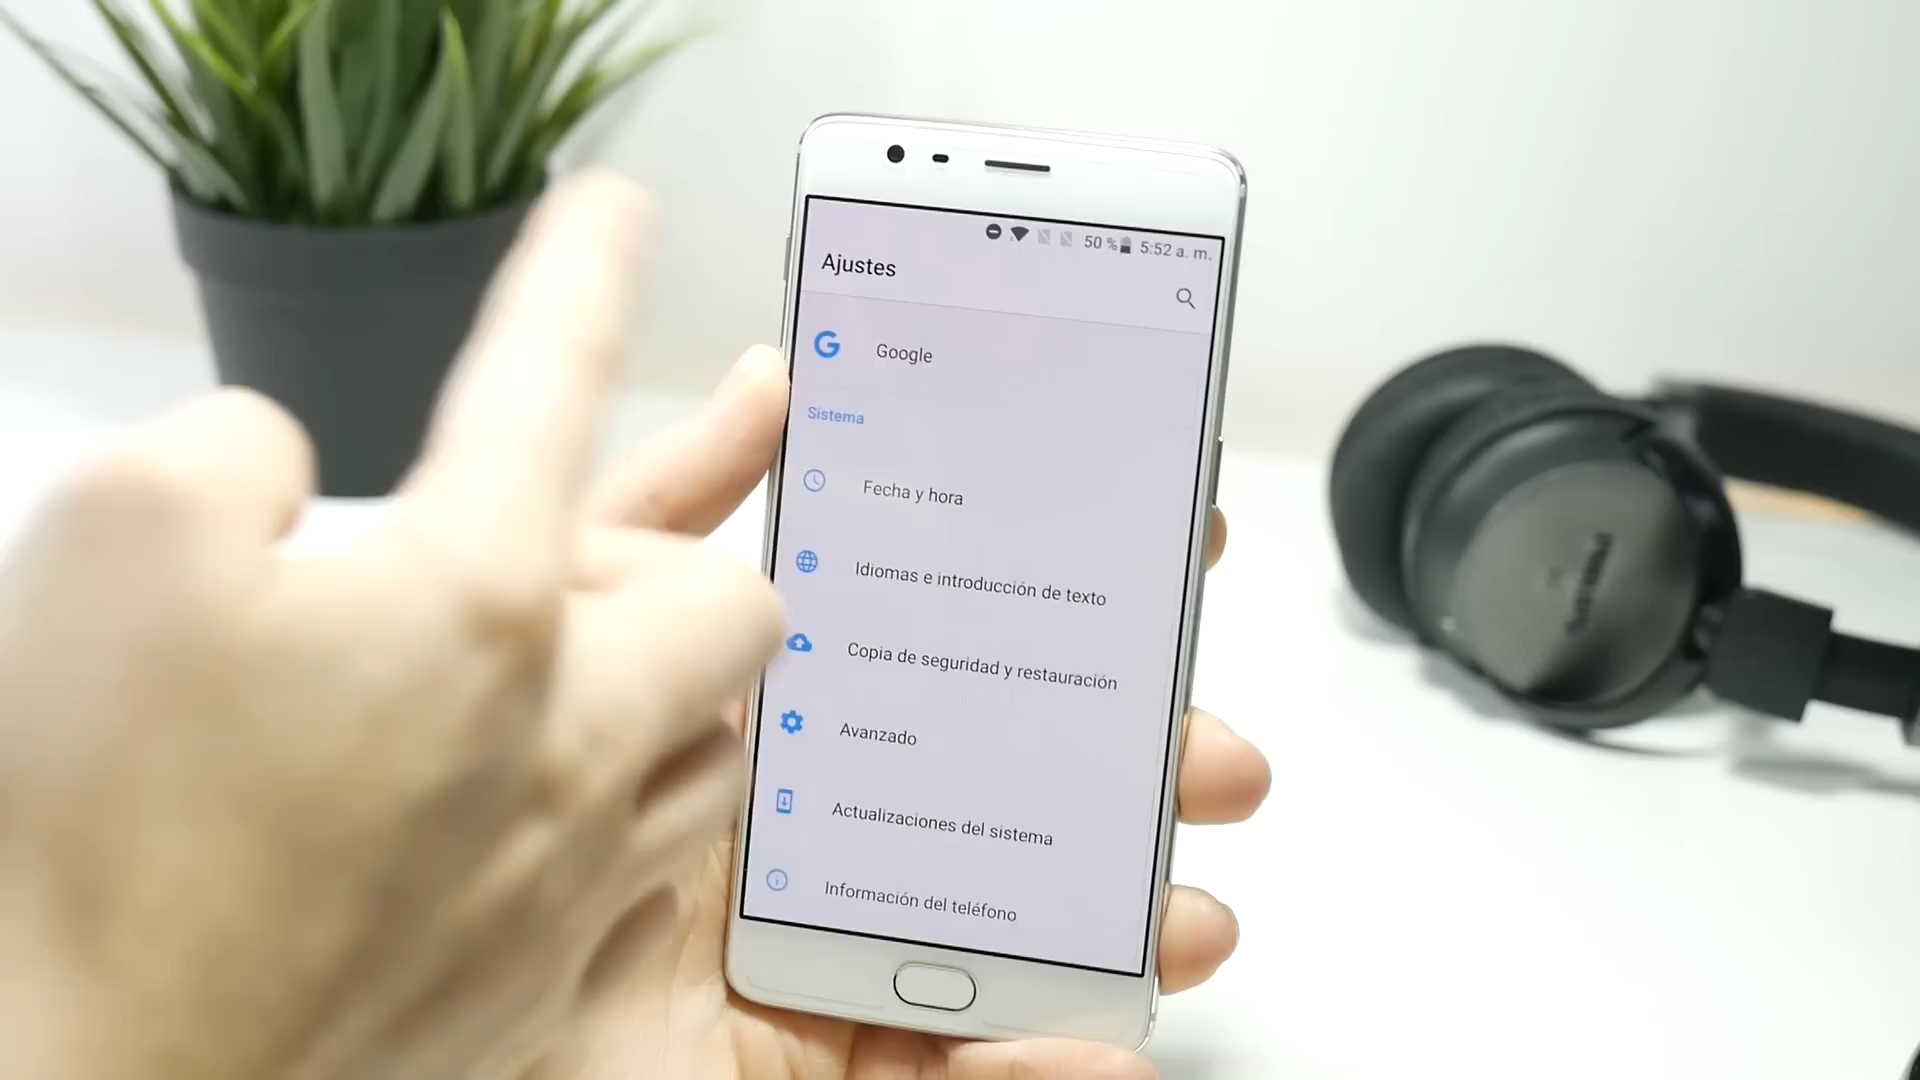 50 % 5:52 a. m.
Ajustes
Google
Sistema
Fecha y hora
Idiomas e introducción de texto
Copia de seguridad y restauración
Avanzado
Actualizaciones del sistema
Información del teléfono
PHILIPS